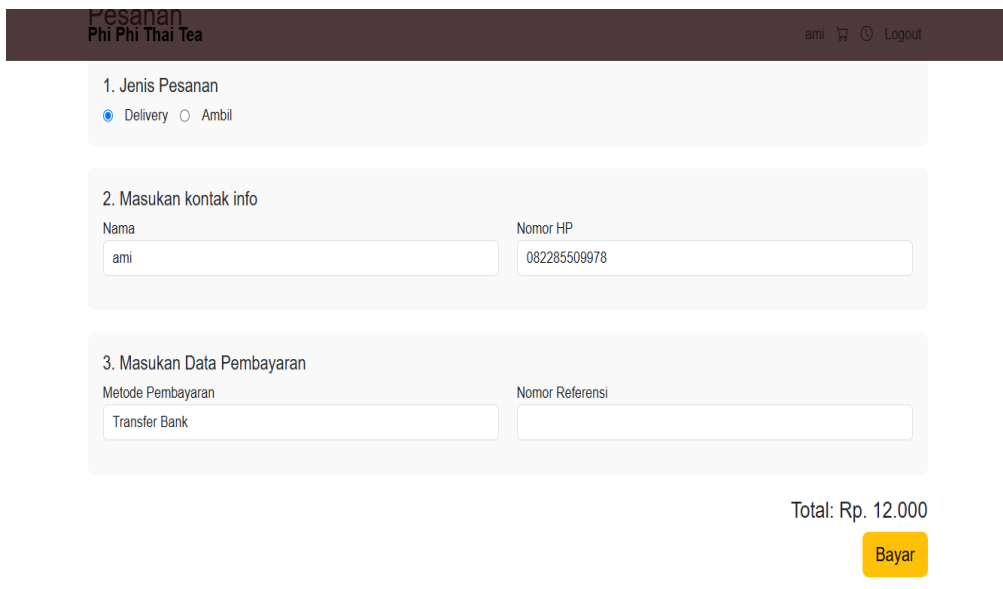 Pesanan
Phi Phi Thai Tea
ami Logout
1. Jenis Pesanan
Delivery Ambil
2. Masukan kontak info
Nama Nomor HP
ami 082285509978
3. Masukan Data Pembayaran
Metode Pembayaran Nomor Referensi
Transfer Bank
Total: Rp. 12.000
Bayar